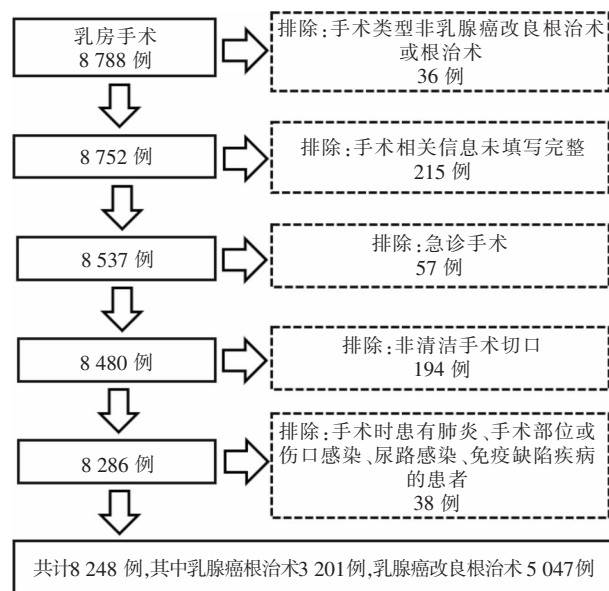 乳房手术
8 788 例
排除:手术类型非乳腺癌改良根治术
或根治术
36 例
8 752 例
排除:手术相关信息未填写完整
215 例
8 537 例
排除:急诊手术
57 例
8 480 例
排除:非清洁手术切口
194 例
8 286 例
排除:手术时患有肺炎、手术部位或
伤口感染、尿路感染、免疫缺陷疾病
的患者
38 例
共计8 248 例,其中乳腺癌根治术3 201例,乳腺癌改良根治术 5 047例